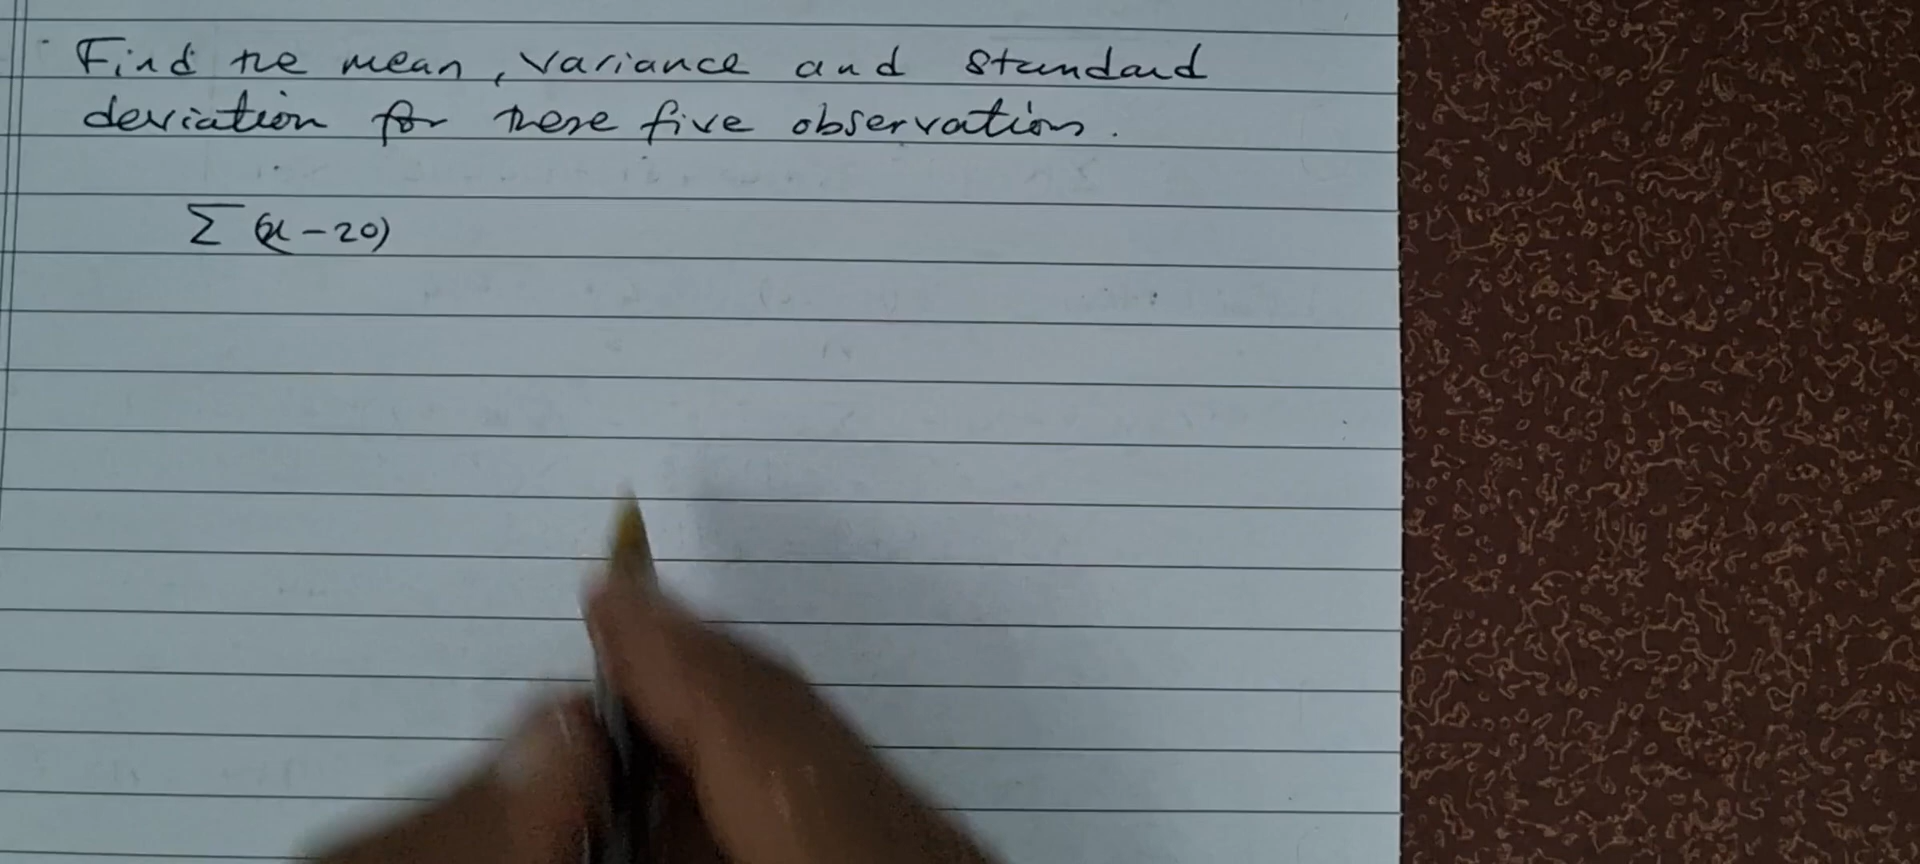 Find the mean, variance and standard
deviation for these five observations.
Σ (x - 20)